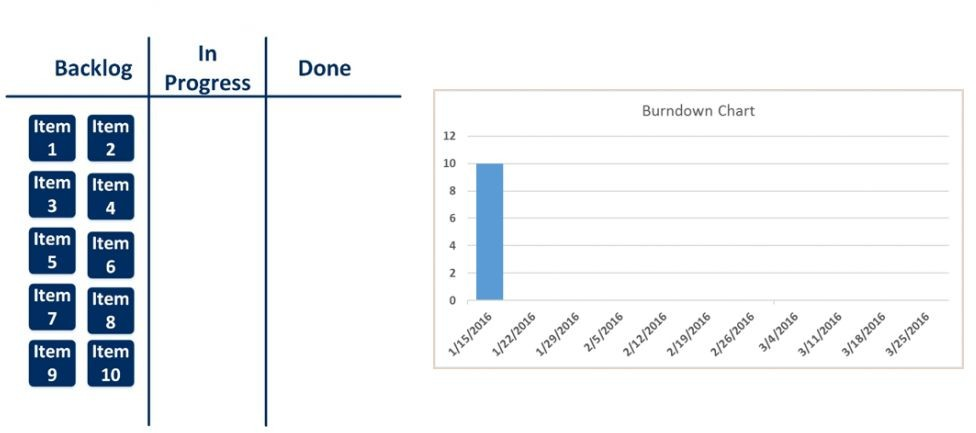 Backlog
In
Progress
Done
Item
1
Item
2
Item
3
Item
4
Item
5
Item
6
Item
7
Item
8
Item
9
Item
10
Burndown Chart
12
10
8
6
4
2
0
1/15/2016
1/22/2016
1/29/2016
2/5/2016
2/12/2016
2/19/2016
2/26/2016
3/4/2016
3/11/2016
3/18/2016
3/25/2016